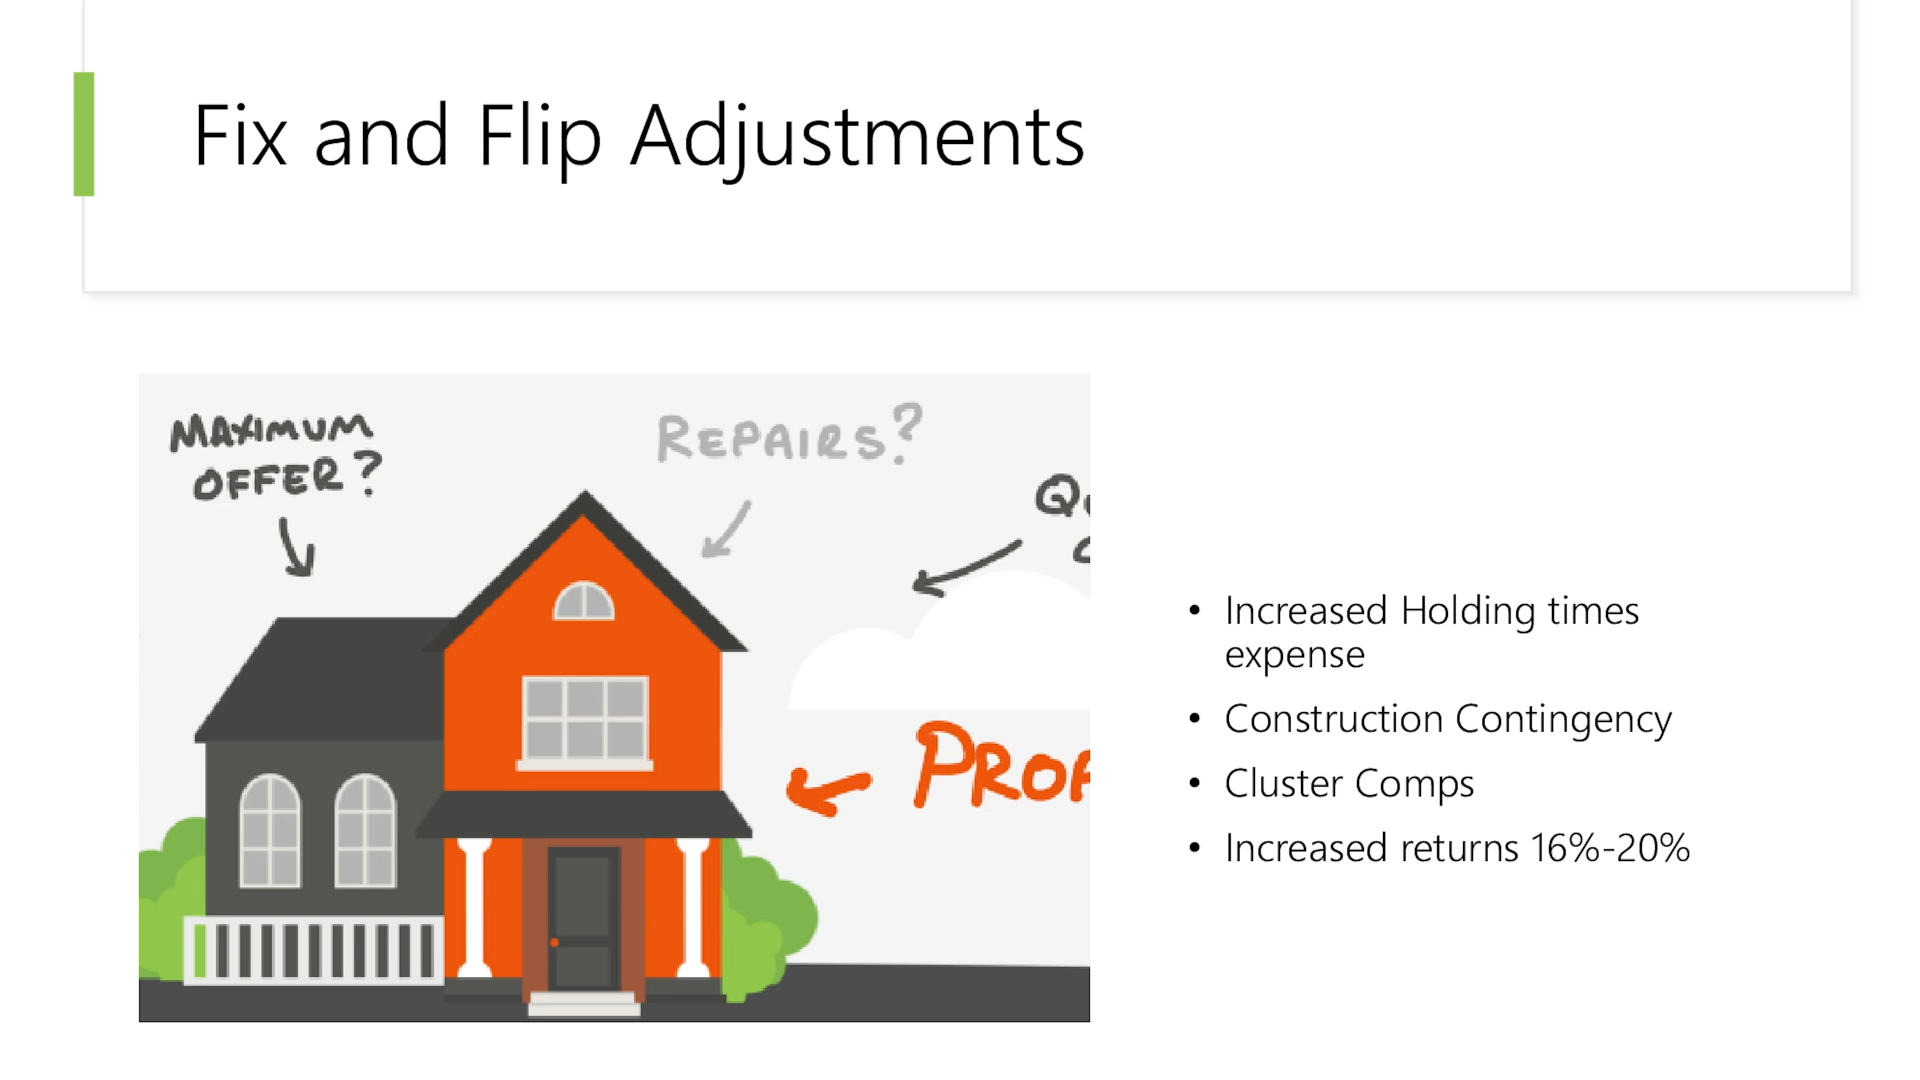 Fix and Flip Adjustments
MAXIMUM
OFFER?
REPAIRS?
• Increased Holding times
expense
• Construction Contingency
• Cluster Comps
• Increased returns 16%-20%